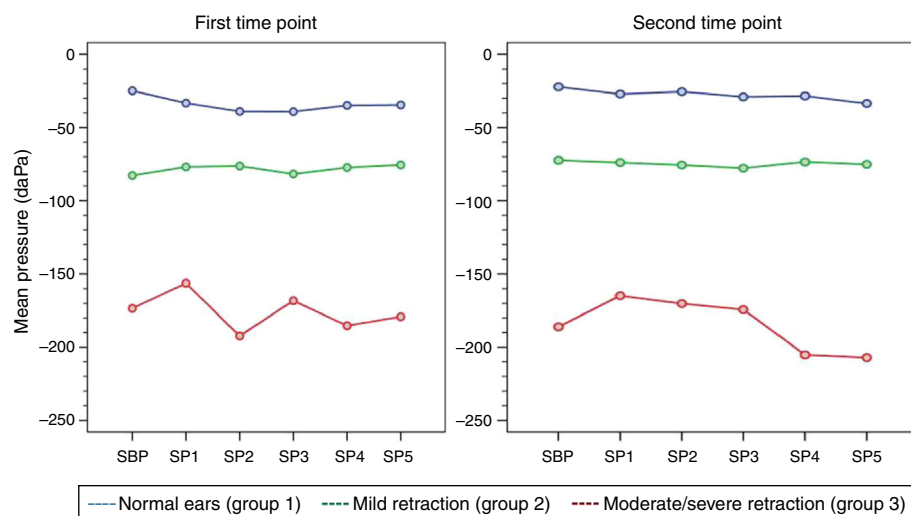 First time point
Second time point
Mean pressure (daPa)
0
–50
–100
–150
–200
–250
SBP SP1 SP2 SP3 SP4 SP5
0
–50
–100
–150
–200
–250
SBP SP1 SP2 SP3 SP4 SP5
Normal ears (group 1) Mild retraction (group 2) Moderate/severe retraction (group 3)